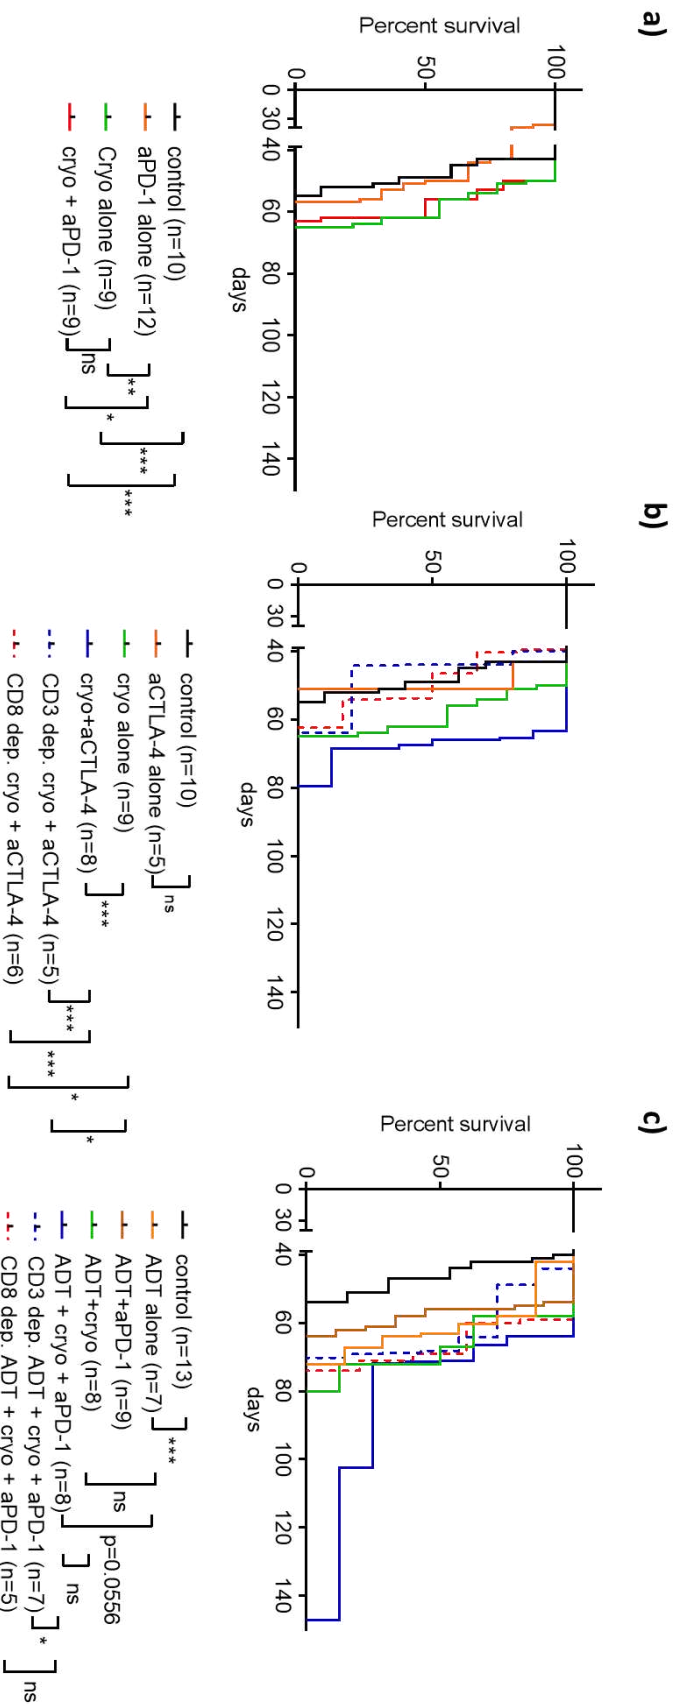 a)
Percent survival
100
50
0
0 30 40 60 80 100 120 140
days
control (n=10)
aPD-1 alone (n=12)
Cryo alone (n=9)
cryo + aPD-1 (n=9)
ns
**
*
***
***
b)
Percent survival
100
50
0
0 30 40 60 80 100 120 140
days
control (n=10)
aCTLA-4 alone (n=5)
cryo alone (n=9)
cryo+aCTLA-4 (n=8)
CD3 dep. cryo + aCTLA-4 (n=5)
CD8 dep. cryo + aCTLA-4 (n=6)
ns
***
***
***
*
*
c)
Percent survival
100
50
0
0 30 40 60 80 100 120 140
days
control (n=13)
ADT alone (n=7)
ADT+aPD-1 (n=9)
ADT+cryo (n=8)
ADT + cryo + aPD-1 (n=8)
CD3 dep. ADT + cryo + aPD-1 (n=7)
CD8 dep. ADT + cryo + aPD-1 (n=5)
***
ns
p=0.0556
ns
*
ns